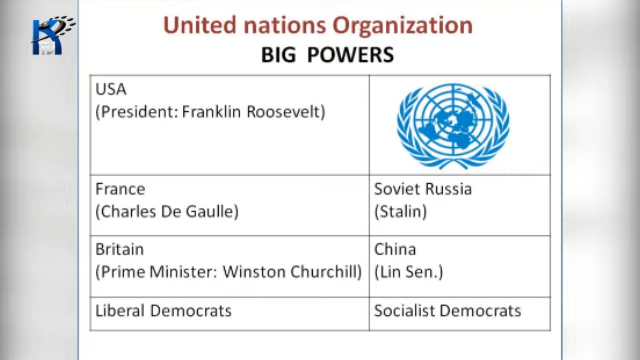 United nations Organization
BIG POWERS
USA
(President: Franklin Roosevelt)
France
(Charles De Gaulle)
Soviet Russia
(Stalin)
Britain
(Prime Minister: Winston Churchill)
China
(Lin Sen.)
Liberal Democrats
Socialist Democrats